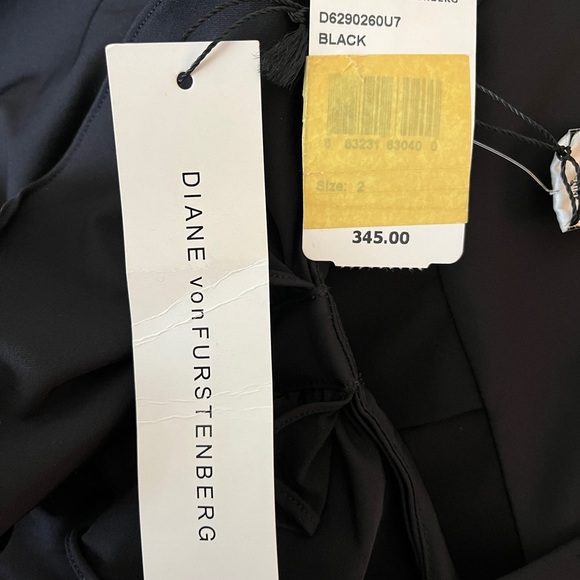 D6290260U7
BLACK
Size: 2
345.00
DIANE vonFURSTENBERG